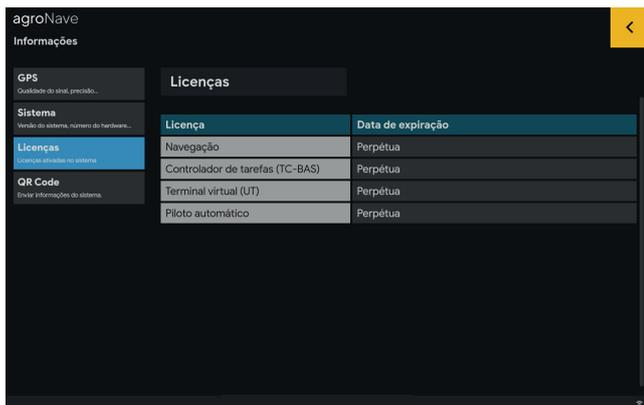 agroNave
Informações
GPS
Qualidade do sinal, precisão...
Sistema
Versão do sistema, número do hardware...
Licenças
Licenças ativadas no sistema
QR Code
Enviar informações do sistema.
Licenças
Licença Data de expiração
Navegação Perpétua
Controlador de tarefas (TC-BAS) Perpétua
Terminal virtual (UT) Perpétua
Piloto automático Perpétua